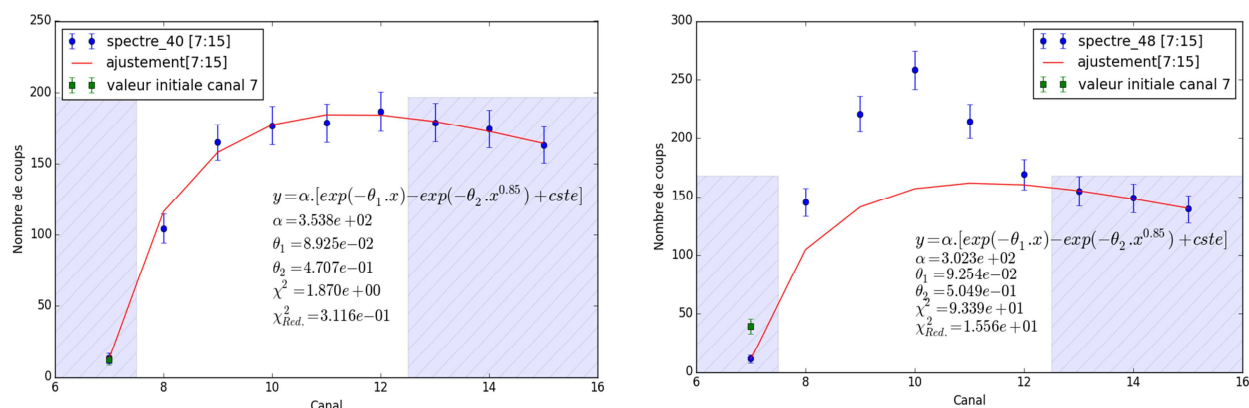 250
200
150
100
50
0
Nombre de coups
spectre_40 [7:15]
ajustement[7:15]
valeur initiale canal 7
y=α.[exp(−θ₁.x)−exp(−θ₂.x^0.85)+cste]
α=3.538e+02
θ₁=8.925e−02
θ₂=4.707e−01
χ²=1.870e+00
χ²Red.=3.116e−01
6 8 10 12 14 16
Canal
300
250
200
150
100
50
0
Nombre de coups
spectre_48 [7:15]
ajustement[7:15]
valeur initiale canal 7
y=α.[exp(−θ₁.x)−exp(−θ₂.x^0.85)+cste]
α=3.023e+02
θ₁=9.254e−02
θ₂=5.049e−01
χ²=9.339e+01
χ²Red.=1.556e+01
6 8 10 12 14 16
Canal